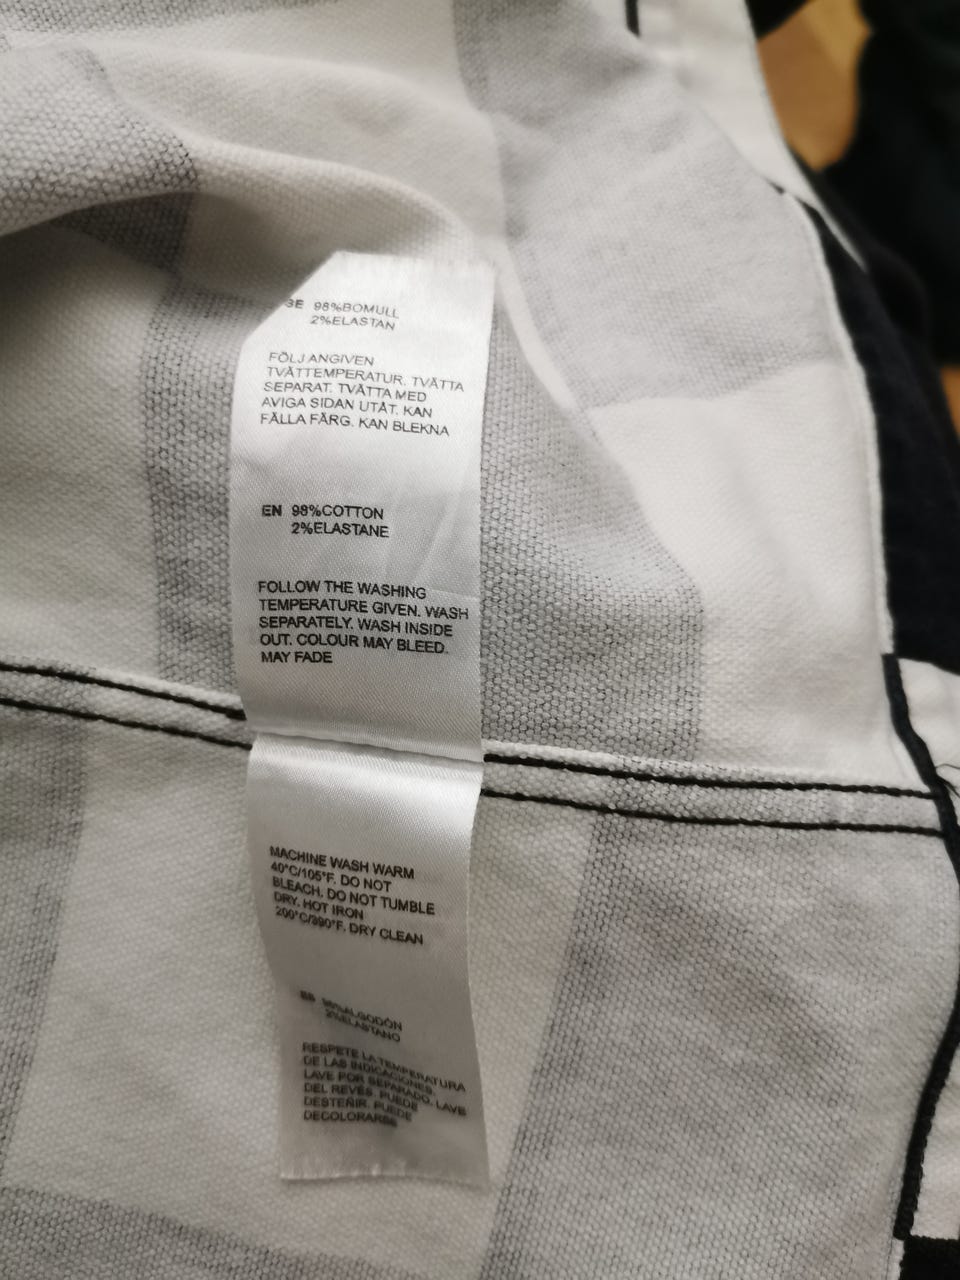 98%BOMULL
2%ELASTAN
FÖLJ ANGIVEN
TVÄTTEMPERATUR. TVÄTTA
SEPARAT. TVÄTTA MED
AVIGA SIDAN UTÅT. KAN
FÄLLA FÄRG. KAN BLEKNA
EN 98%COTTON
2%ELASTANE
FOLLOW THE WASHING
TEMPERATURE GIVEN. WASH
SEPARATELY. WASH INSIDE
OUT. COLOUR MAY BLEED.
MAY FADE
MACHINE WASH WARM
40°C/105°F. DO NOT
BLEACH. DO NOT TUMBLE
DRY. HOT IRON
200°C/390°F. DRY CLEAN
98%ALGODÓN
2%ELASTANO
RESPETE LA TEMPERATURA
DE LAS INDICACIONES.
LAVE POR SEPARADO. LAVE
DEL REVÉS. PUEDE
DESTEÑIR. PUEDE
DECOLORARSE